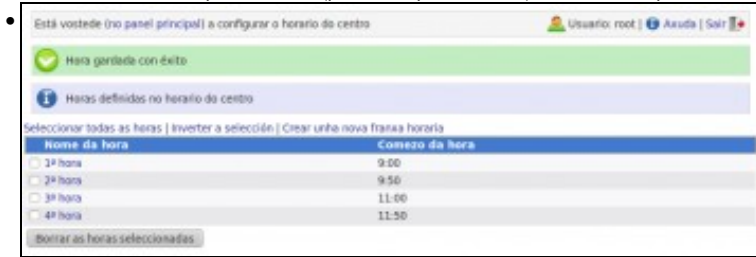 Está vostede (no panel principal) a configurar o horario do centro
Usuario: root | Axuda | Sair
Hora gardada con éxito
Horas definidas no horario do centro
Seleccionar todas as horas | Inverter a selección | Crear unha nova franxa horaria
Nome da hora Comezo da hora
1ª hora 9:00
2ª hora 9:50
3ª hora 11:00
4ª hora 11:50
Borrar as horas seleccionadas